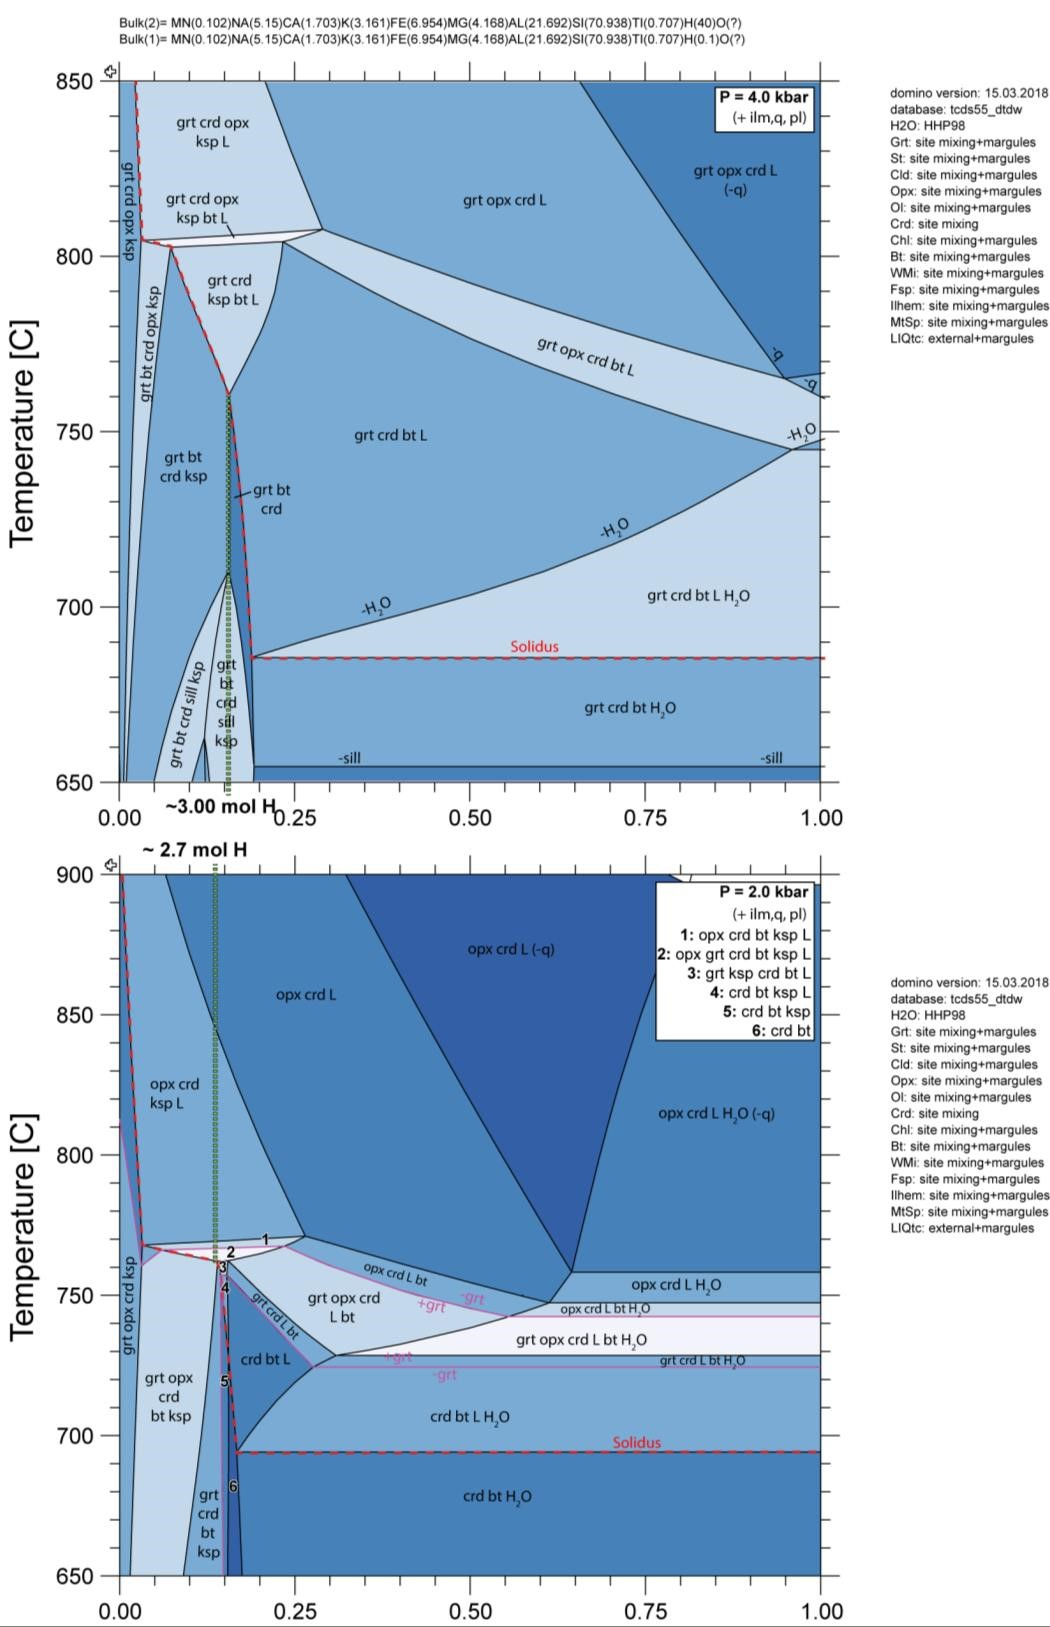 Bulk(2)= MN(0.102)NA(5.15)CA(1.703)K(3.161)FE(6.954)MG(4.168)AL(21.692)SI(70.938)TI(0.707)H(40)O(?)
Bulk(1)= MN(0.102)NA(5.15)CA(1.703)K(3.161)FE(6.954)MG(4.168)AL(21.692)SI(70.938)TI(0.707)H(0.1)O(?)
850
800
750
700
650
Temperature [C]
P = 4.0 kbar
(+ ilm,q, pl)
grt crd opx
ksp L
grt crd opx ksp
grt crd opx
ksp bt L
grt opx crd L
grt opx crd L
(-q)
grt crd
ksp bt L
grt bt crd opx ksp
grt opx crd bt L
-q
-q
-H2O
grt crd bt L
grt bt
crd ksp
grt bt
crd
-H2O
-H2O
grt crd bt L H2O
Solidus
grt bt crd sill ksp
grt
bt
crd
sill
ksp
grt crd bt H2O
-sill
-sill
~3.00 mol H
0.00
0.25
0.50
0.75
1.00
domino version: 15.03.2018
database: tcds55_dtdw
H2O: HHP98
Grt: site mixing+margules
St: site mixing+margules
Cld: site mixing+margules
Opx: site mixing+margules
Ol: site mixing+margules
Crd: site mixing
Chl: site mixing+margules
Bt: site mixing+margules
WMi: site mixing+margules
Fsp: site mixing+margules
Ilhem: site mixing+margules
MtSp: site mixing+margules
LIQtc: external+margules
~ 2.7 mol H
900
850
800
750
700
650
Temperature [C]
P = 2.0 kbar
(+ ilm,q, pl)
1: opx crd bt ksp L
2: opx grt crd bt ksp L
3: grt ksp crd bt L
4: crd bt ksp L
5: crd bt ksp
6: crd bt
opx crd L (-q)
opx crd L
opx crd
ksp L
opx crd L H2O (-q)
1
2
3
4
opx crd L bt
opx crd L H2O
-grt
+grt
opx crd L bt H2O
grt opx crd ksp
grt crd L bt
grt opx crd
L bt
grt opx crd L bt H2O
crd bt L
+grt
-grt
grt crd L bt H2O
5
grt opx
crd
bt ksp
crd bt L H2O
Solidus
6
grt
crd
bt
ksp
crd bt H2O
0.00
0.25
0.50
0.75
1.00
domino version: 15.03.2018
database: tcds55_dtdw
H2O: HHP98
Grt: site mixing+margules
St: site mixing+margules
Cld: site mixing+margules
Opx: site mixing+margules
Ol: site mixing+margules
Crd: site mixing
Chl: site mixing+margules
Bt: site mixing+margules
WMi: site mixing+margules
Fsp: site mixing+margules
Ilhem: site mixing+margules
MtSp: site mixing+margules
LIQtc: external+margules